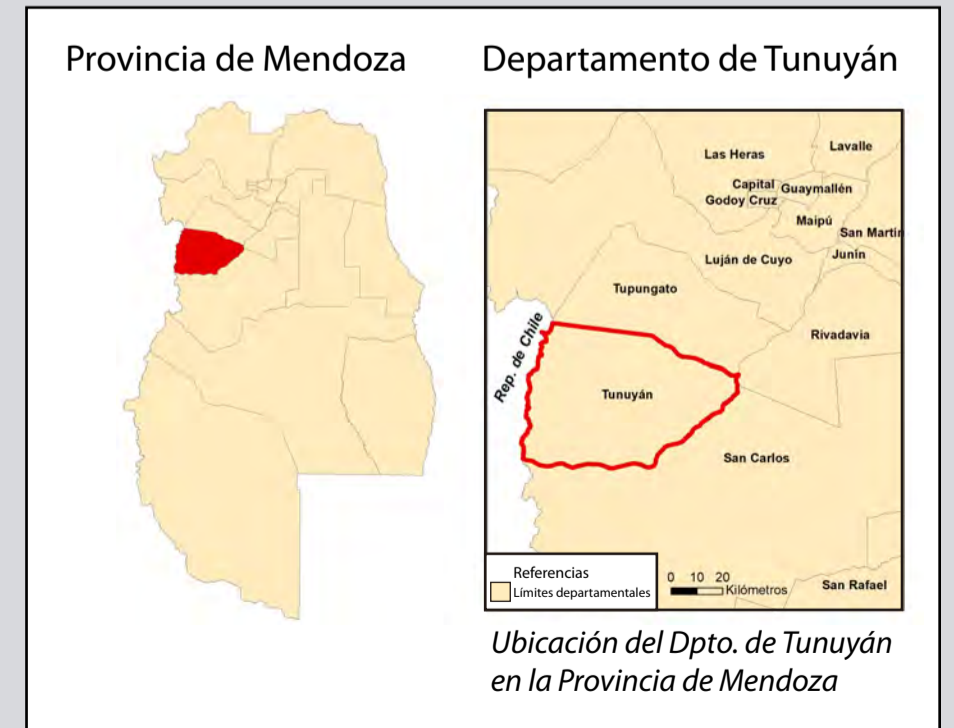 Provincia de Mendoza
Departamento de Tunuyán
Las Heras
Lavalle
Capital
Guaymallén
Godoy Cruz
Maipú
San Martin
Luján de Cuyo
Junín
Tupungato
Rivadavia
Rep. de Chile
Tunuyán
San Carlos
Referencias
Límites departamentales
0 10 20
Kilómetros
San Rafael
Ubicación del Dpto. de Tunuyán
en la Provincia de Mendoza